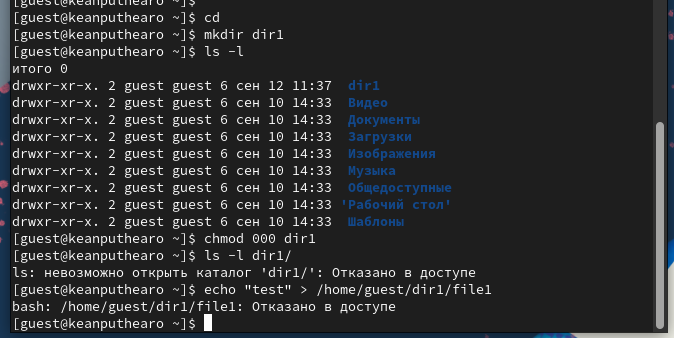 [guest@keanputhearo ~]$
[guest@keanputhearo ~]$ cd
[guest@keanputhearo ~]$ mkdir dir1
[guest@keanputhearo ~]$ ls -l
итого 0
drwxr-xr-x. 2 guest guest 6 сен 12 11:37  dir1
drwxr-xr-x. 2 guest guest 6 сен 10 14:33  Видео
drwxr-xr-x. 2 guest guest 6 сен 10 14:33  Документы
drwxr-xr-x. 2 guest guest 6 сен 10 14:33  Загрузки
drwxr-xr-x. 2 guest guest 6 сен 10 14:33  Изображения
drwxr-xr-x. 2 guest guest 6 сен 10 14:33  Музыка
drwxr-xr-x. 2 guest guest 6 сен 10 14:33  Общедоступные
drwxr-xr-x. 2 guest guest 6 сен 10 14:33 'Рабочий стол'
drwxr-xr-x. 2 guest guest 6 сен 10 14:33  Шаблоны
[guest@keanputhearo ~]$ chmod 000 dir1
[guest@keanputhearo ~]$ ls -l dir1/
ls: невозможно открыть каталог 'dir1/': Отказано в доступе
[guest@keanputhearo ~]$ echo "test" > /home/guest/dir1/file1
bash: /home/guest/dir1/file1: Отказано в доступе
[guest@keanputhearo ~]$